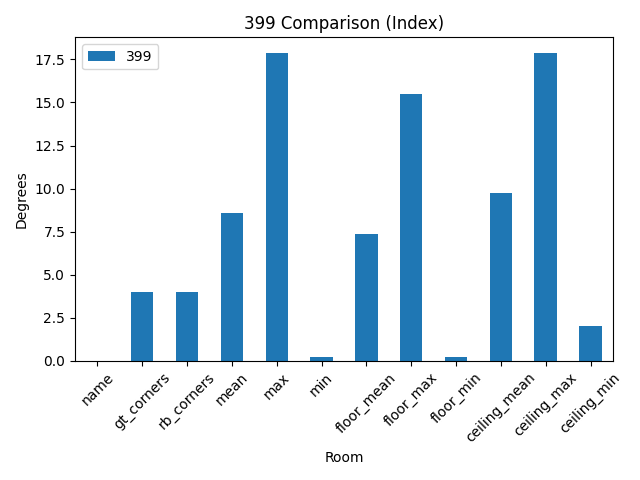 399 Comparison (Index)
399
Degrees
17.5
15.0
12.5
10.0
7.5
5.0
2.5
0.0
name
gt_corners
rb_corners
mean
max
min
floor_mean
floor_max
floor_min
ceiling_mean
ceiling_max
ceiling_min
Room